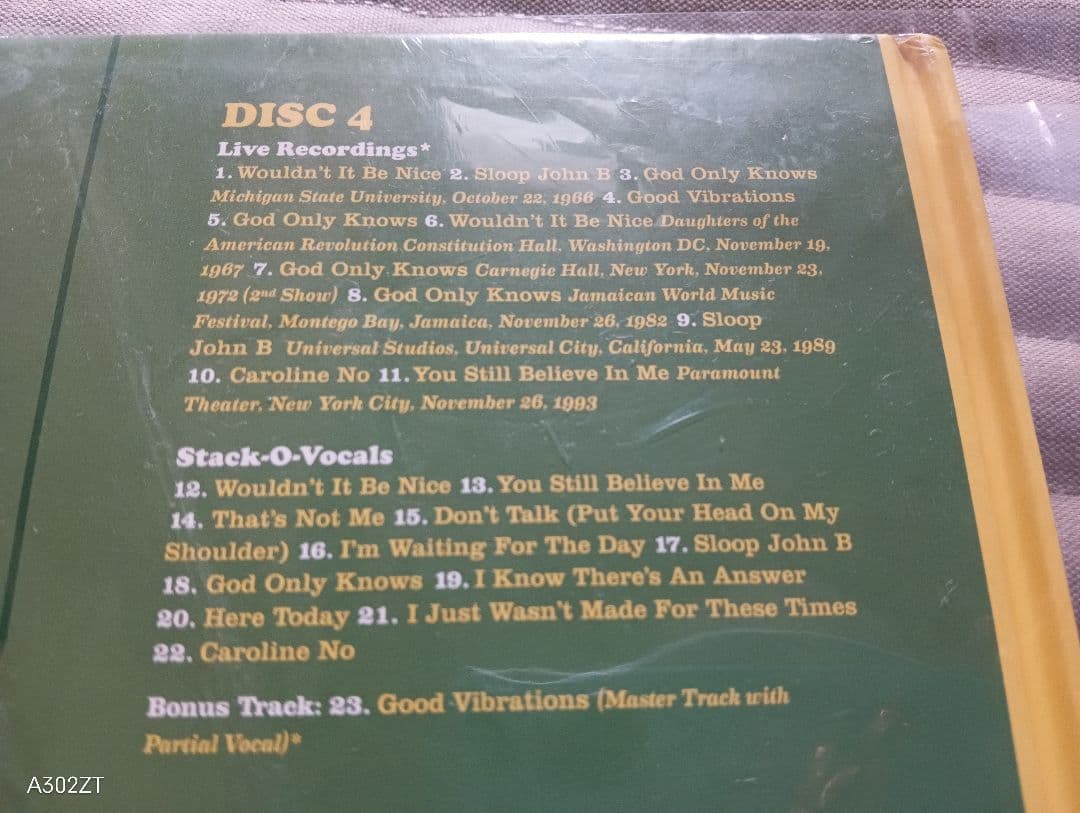 DISC 4
Live Recordings*
1. Wouldn't It Be Nice 2. Sloop John B 3. God Only Knows
Michigan State University, October 22, 1966 4. Good Vibrations
5. God Only Knows 6. Wouldn't It Be Nice Daughters of the
American Revolution Constitution Hall, Washington DC, November 19,
1967 7. God Only Knows Carnegie Hall, New York, November 23,
1972 (2nd Show) 8. God Only Knows Jamaican World Music
Festival, Montego Bay, Jamaica, November 26, 1982 9. Sloop
John B Universal Studios, Universal City, California, May 23, 1989
10. Caroline No 11. You Still Believe In Me Paramount
Theater, New York City, November 26, 1993
Stack-O-Vocals
12. Wouldn't It Be Nice 13. You Still Believe In Me
14. That's Not Me 15. Don't Talk (Put Your Head On My
Shoulder) 16. I'm Waiting For The Day 17. Sloop John B
18. God Only Knows 19. I Know There's An Answer
20. Here Today 21. I Just Wasn't Made For These Times
22. Caroline No
Bonus Track: 23. Good Vibrations (Master Track with
Partial Vocal)*
A302ZT